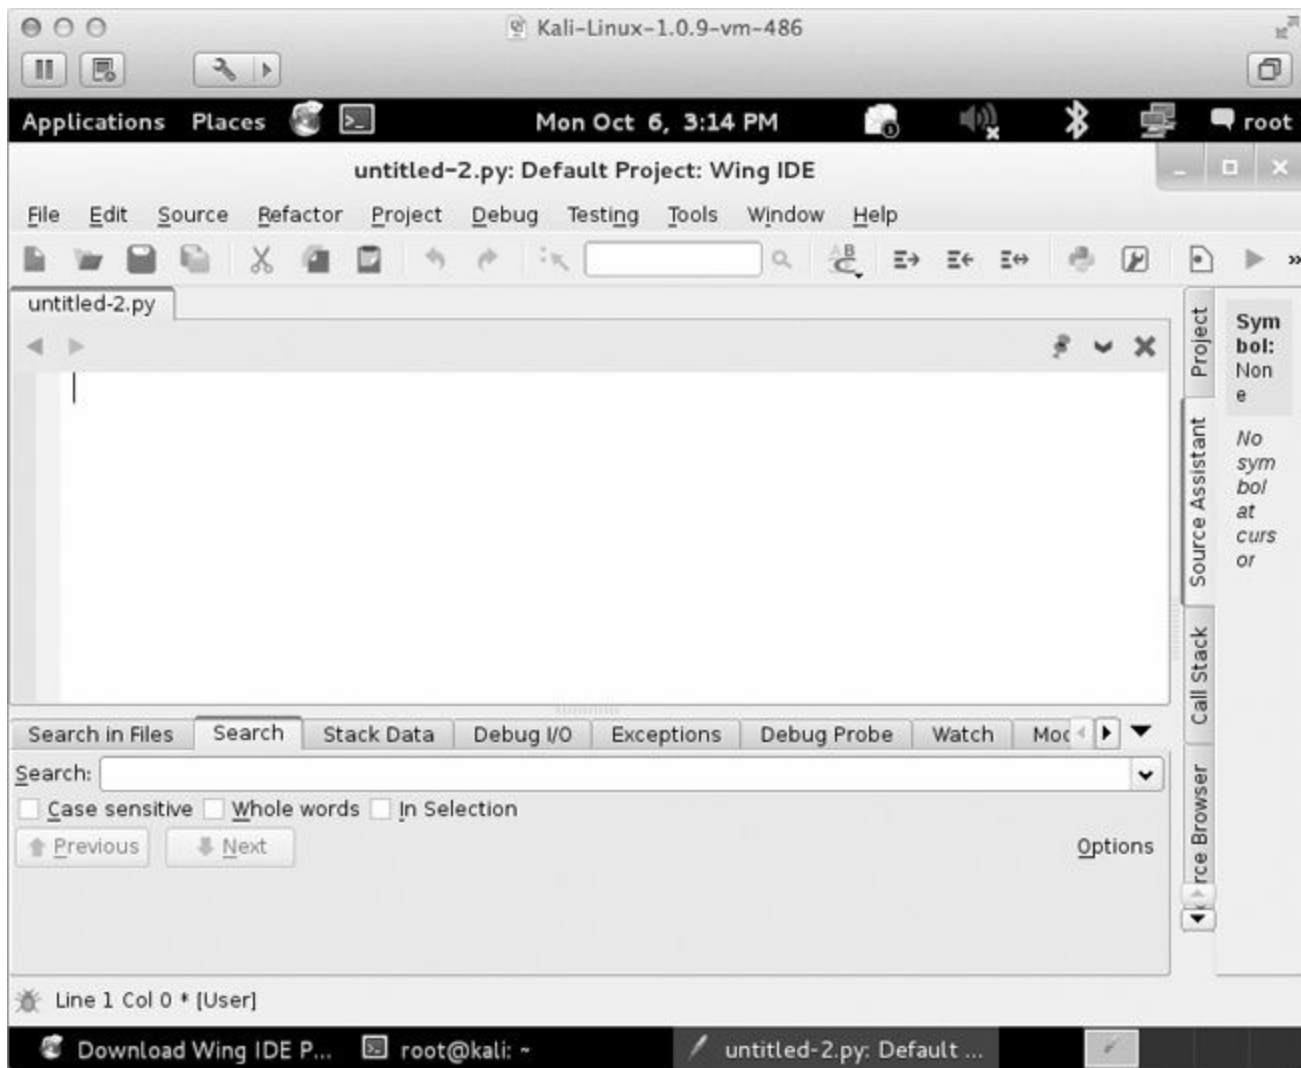 Kali-Linux-1.0.9-vm-486
Applications Places Mon Oct 6, 3:14 PM root
untitled-2.py: Default Project: Wing IDE
File Edit Source Refactor Project Debug Testing Tools Window Help
untitled-2.py
Project
Source Assistant
Call Stack
rce Browser
Sym
bol:
Non
e
No
sym
bol
at
curs
or
Search in Files Search Stack Data Debug I/O Exceptions Debug Probe Watch Moc
Search:
Case sensitive Whole words In Selection
Previous Next Options
Line 1 Col 0 * [User]
Download Wing IDE P... root@kali: ~ untitled-2.py: Default ...